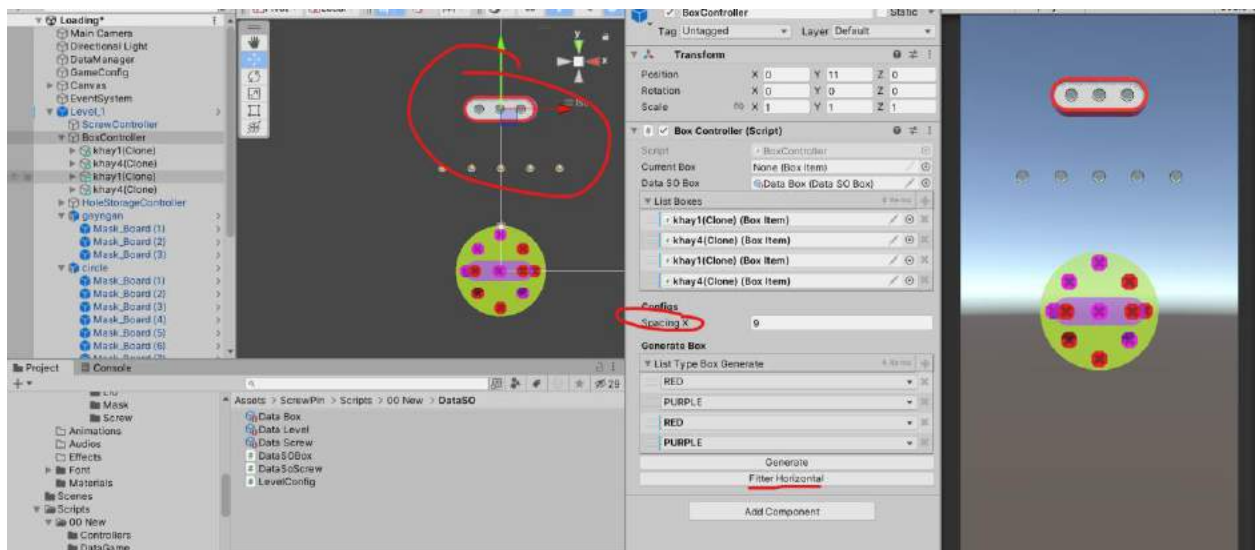 Loading*
Main Camera
Directional Light
DataManager
GameConfig
Canvas
EventSystem
Level_1
ScrewController
BoxController
khay1(Clone)
khay4(Clone)
khay1(Clone)
khay4(Clone)
HoleStorageController
Mask_Board (1)
Mask_Board (2)
Mask_Board (3)
circle
Mask_Board (1)
Mask_Board (2)
Mask_Board (3)
Mask_Board (4)
Mask_Board (5)
Mask_Board (6)
Y
x
BoxController
Static
Tag Untagged
Layer Default
Transform
Position X 0 Y 11 Z 0
Rotation X 0 Y 0 Z 0
Scale X 1 Y 1 Z 1
Box Controller (Script)
Script BoxController
Current Box None (Box Item)
Data SO Box Data Box (Data SO Box)
List Boxes
khay1(Clone) (Box Item)
khay4(Clone) (Box Item)
khay1(Clone) (Box Item)
khay4(Clone) (Box Item)
Configs
Spacing X 9
Generate Box
List Type Box Generate 4 items
RED
PURPLE
RED
PURPLE
Generate
Fitter Horizontal
Add Component
Project
Console
29
Mask
Screw
Animations
Audios
Effects
Font
Materials
Scenes
Scripts
00 New
Controllers
DataGame
Assets > ScrewPin > Scripts > 00 New > DataSO
Data Box
Data Level
Data Screw
DataSOBox
DataSoScrew
LevelConfig